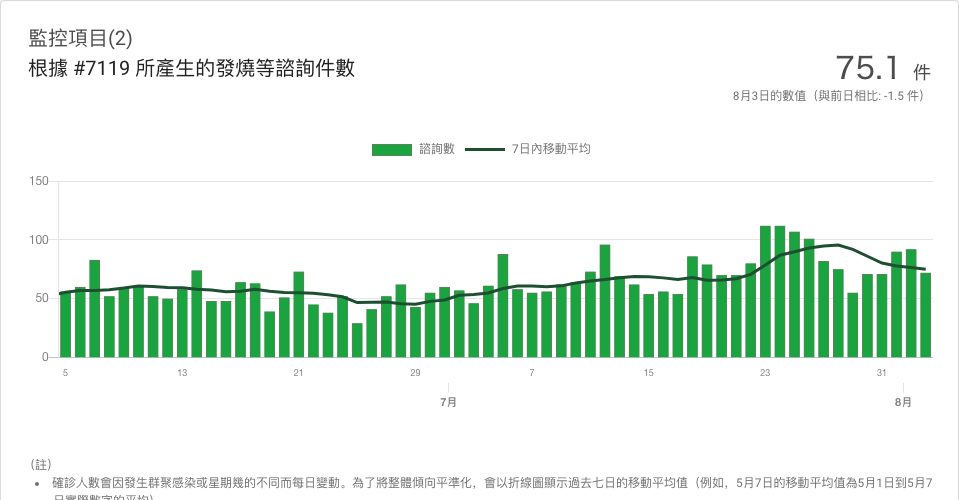 監控項目(2)
根據 #7119 所產生的發燒等諮詢件數
75.1 件
8月3日的數值（與前日相比: -1.5 件）
諮詢數 7日內移動平均
150
100
50
0
5 13 21 29 7 15 23 31
7月 8月
（註）
• 確診人數會因發生群聚感染或星期幾的不同而每日變動。為了將整體傾向平準化，會以折線圖顯示過去七日的移動平均值（例如，5月7日的移動平均值為5月1日到5月7
日實際數字的平均）